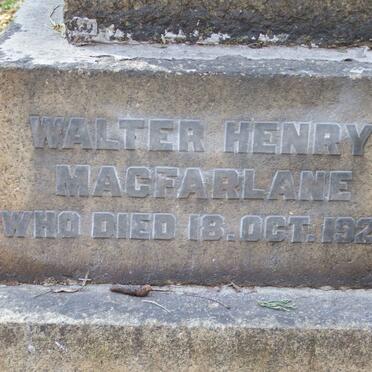 WALTER HENRY
MACFARLANE
WHO DIED 18. OCT. 192